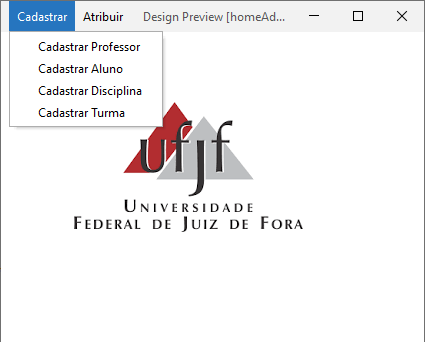 Cadastrar Atribuir Design Preview [homeAd...
Cadastrar Professor
Cadastrar Aluno
Cadastrar Disciplina
Cadastrar Turma
ufjf
UNIVERSIDADE
FEDERAL DE JUIZ DE FORA